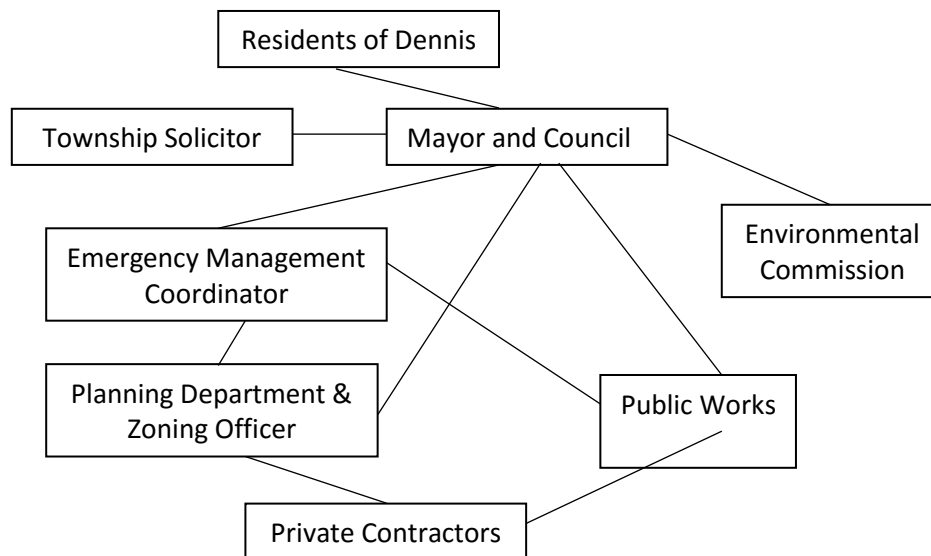 Residents of Dennis
Township Solicitor
Mayor and Council
Environmental
Commission
Emergency Management
Coordinator
Planning Department &
Zoning Officer
Public Works
Private Contractors